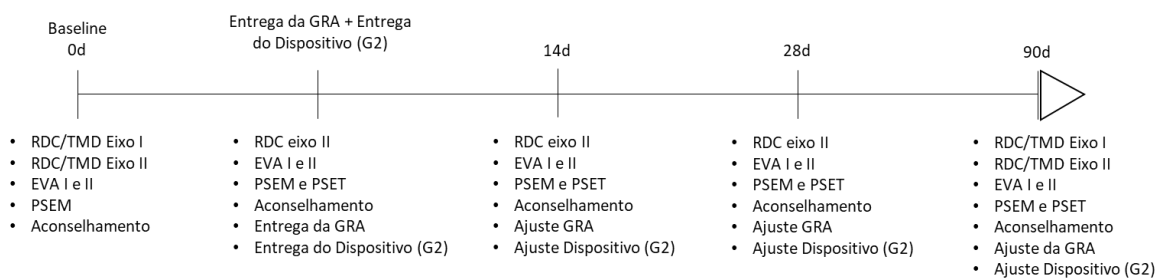 Baseline
0d
Entrega da GRA + Entrega
do Dispositivo (G2)
14d
28d
90d
• RDC/TMD Eixo I
• RDC/TMD Eixo II
• EVA I e II
• PSEM
• Aconselhamento
• RDC eixo II
• EVA I e II
• PSEM e PSET
• Aconselhamento
• Entrega da GRA
• Entrega do Dispositivo (G2)
• RDC eixo II
• EVA I e II
• PSEM e PSET
• Aconselhamento
• Ajuste GRA
• Ajuste Dispositivo (G2)
• RDC eixo II
• EVA I e II
• PSEM e PSET
• Aconselhamento
• Ajuste GRA
• Ajuste Dispositivo (G2)
• RDC/TMD Eixo I
• RDC/TMD Eixo II
• EVA I e II
• PSEM e PSET
• Aconselhamento
• Ajuste da GRA
• Ajuste Dispositivo (G2)